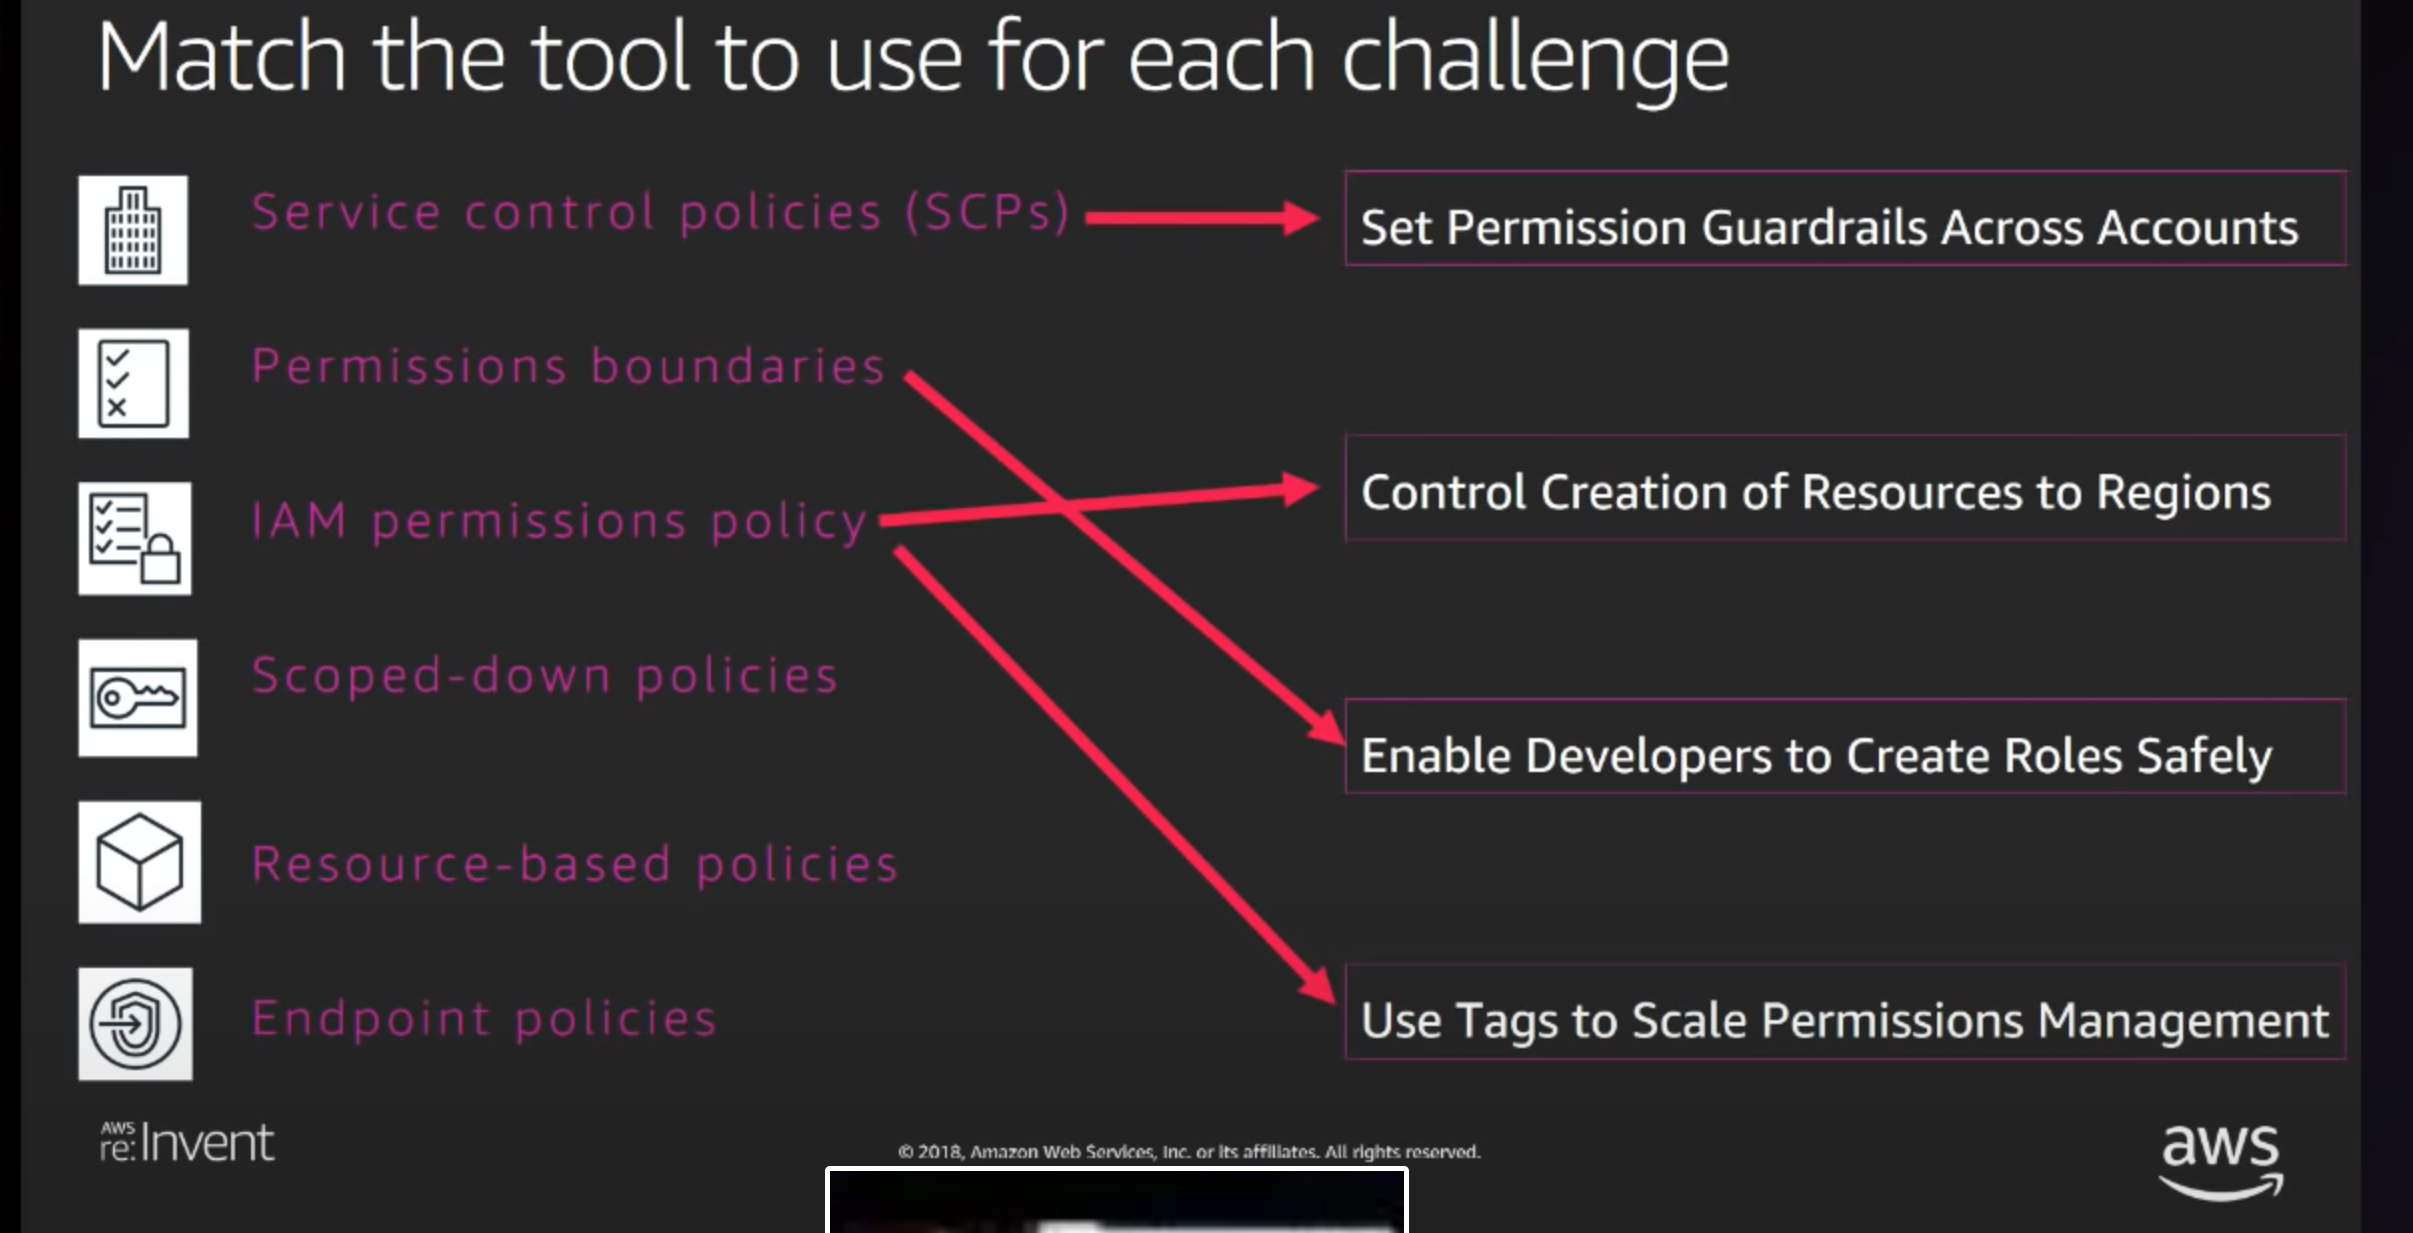 Match the tool to use for each challenge
Service control policies (SCPs)
Set Permission Guardrails Across Accounts
Permissions boundaries
IAM permissions policy
Control Creation of Resources to Regions
Scoped-down policies
Enable Developers to Create Roles Safely
Resource-based policies
Endpoint policies
Use Tags to Scale Permissions Management
AWS
re:Invent
© 2018, Amazon Web Services, Inc. or its affiliates. All rights reserved.
aws